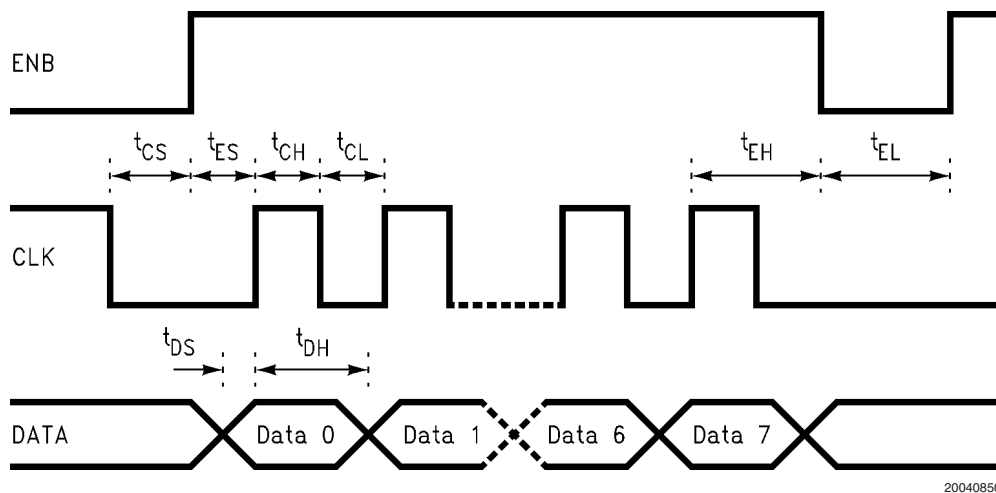 ENB
tCS tES tCH tCL tEH tEL
CLK
tDS tDH
DATA Data 0 Data 1 Data 6 Data 7